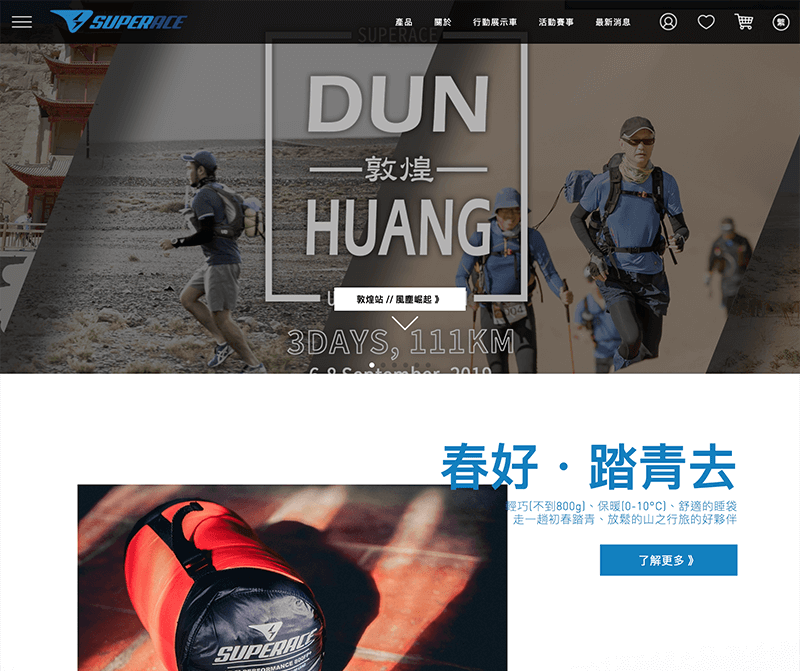 SUPERACE
產品 關於 行動展示車 活動賽事 最新消息 繁
SUPERACE
DUN
敦煌
HUANG
敦煌站 // 風塵崛起 》
3DAYS, 111KM
6-8 September, 2019
春好・踏青去
輕巧(不到800g)、保暖(0-10°C)、舒適的睡袋
走一趟初春踏青、放鬆的山之行旅的好夥伴
了解更多 》
SUPERACE